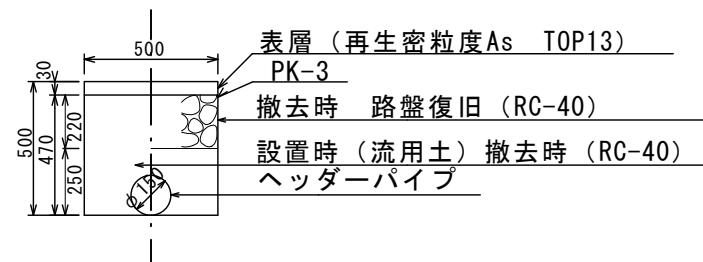 500
表層（再生密粒度As　TOP13）
PK-3
撤去時　路盤復旧（RC-40）
設置時（流用土）撤去時（RC-40）
ヘッダーパイプ
30
500
470
220
250
φ150